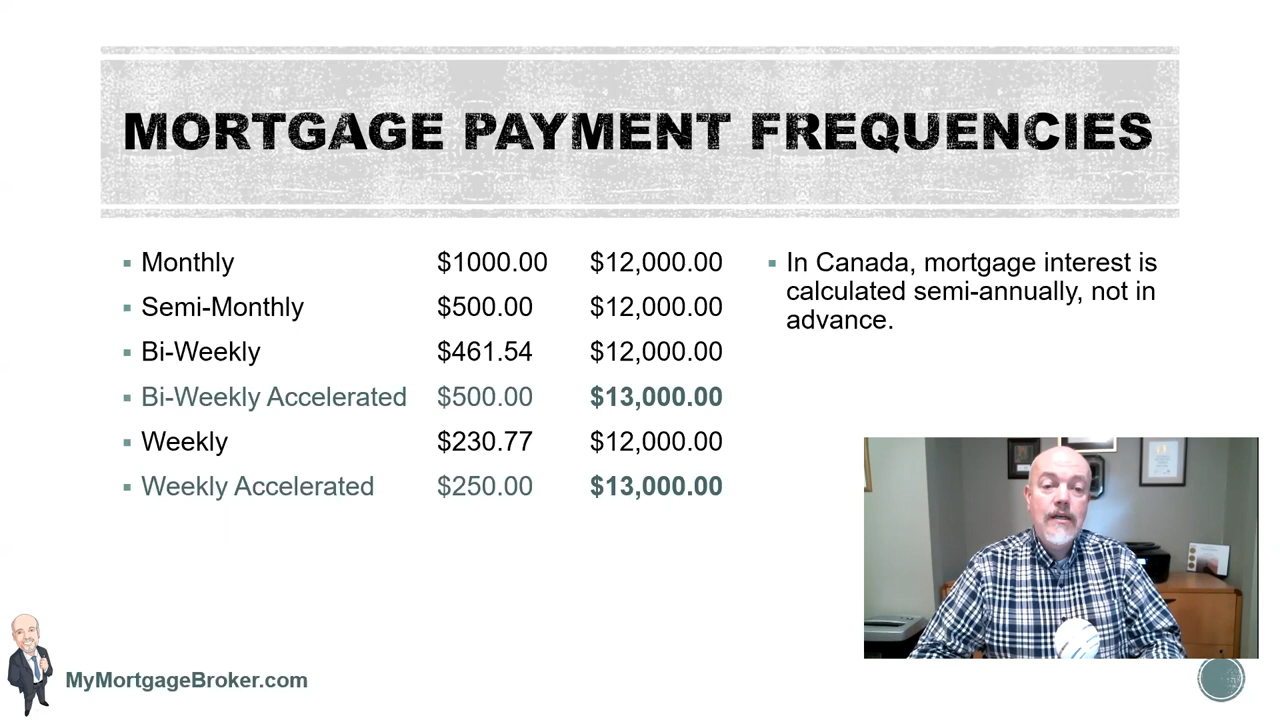 MORTGAGE PAYMENT FREQUENCIES
Monthly $1000.00 $12,000.00
Semi-Monthly $500.00 $12,000.00
Bi-Weekly $461.54 $12,000.00
Bi-Weekly Accelerated $500.00 $13,000.00
Weekly $230.77 $12,000.00
Weekly Accelerated $250.00 $13,000.00
In Canada, mortgage interest is
calculated semi-annually, not in
advance.
MyMortgageBroker.com